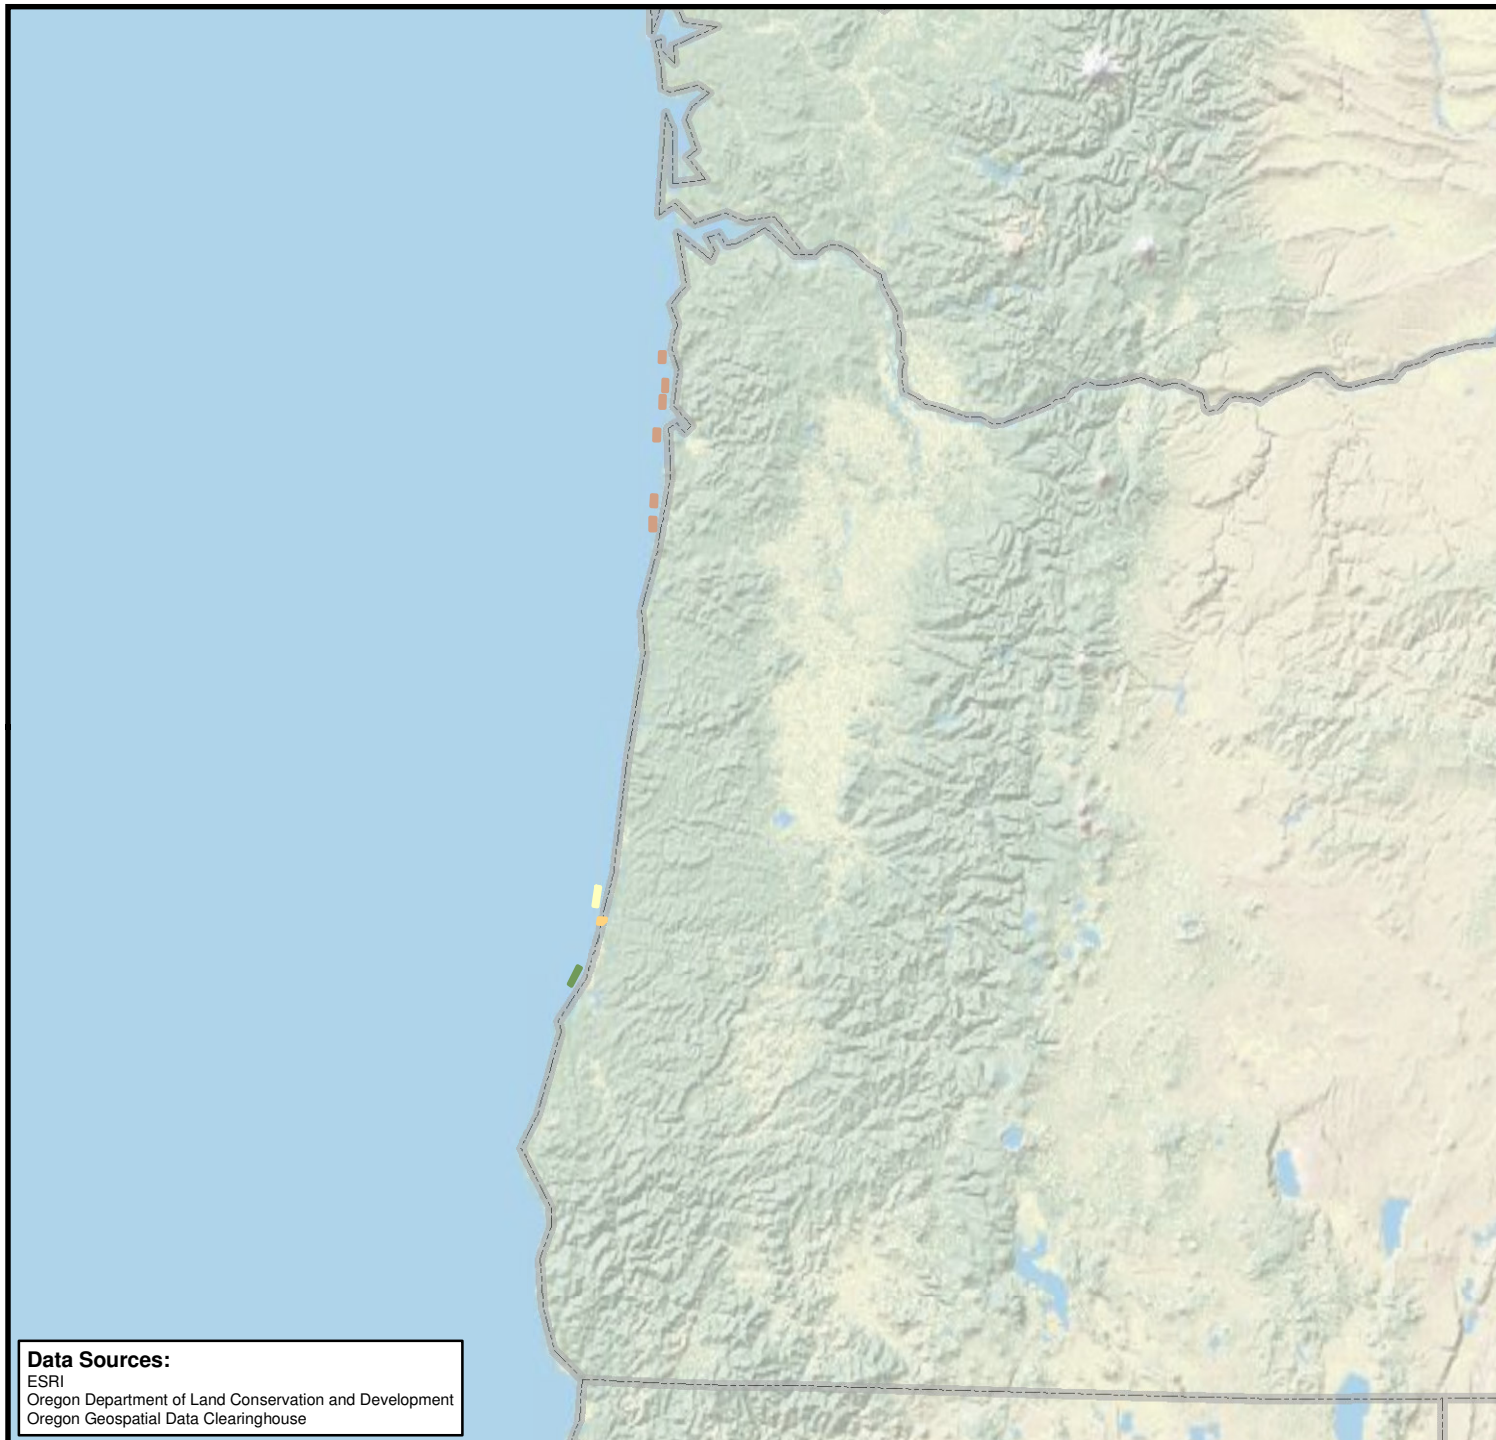 Data Sources:
ESRI
Oregon Department of Land Conservation and Development
Oregon Geospatial Data Clearinghouse